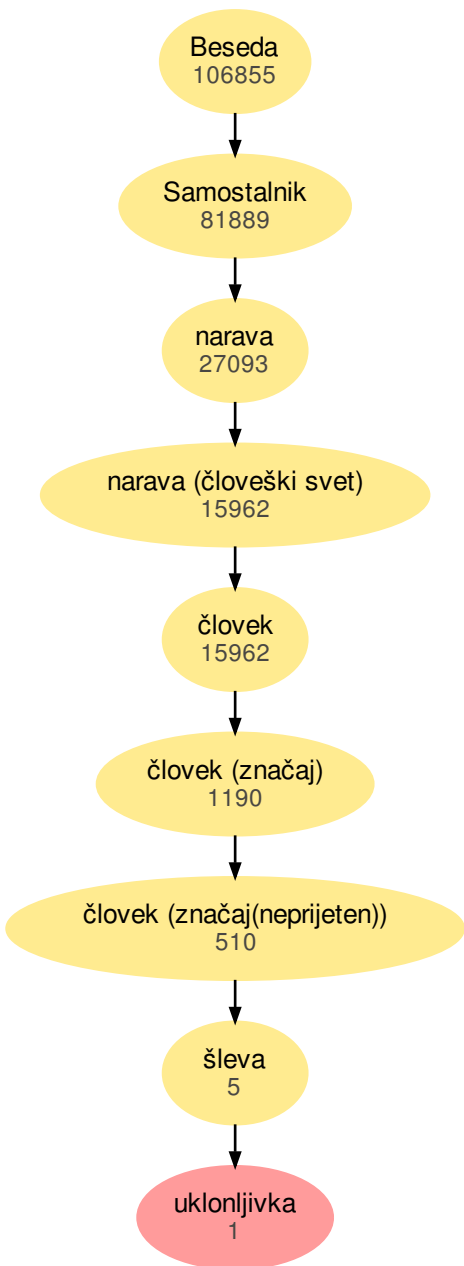 Beseda
106855
Samostalnik
81889
narava
27093
narava (človeški svet)
15962
človek
15962
človek (značaj)
1190
človek (značaj(neprijeten))
510
šleva
5
uklonljivka
1